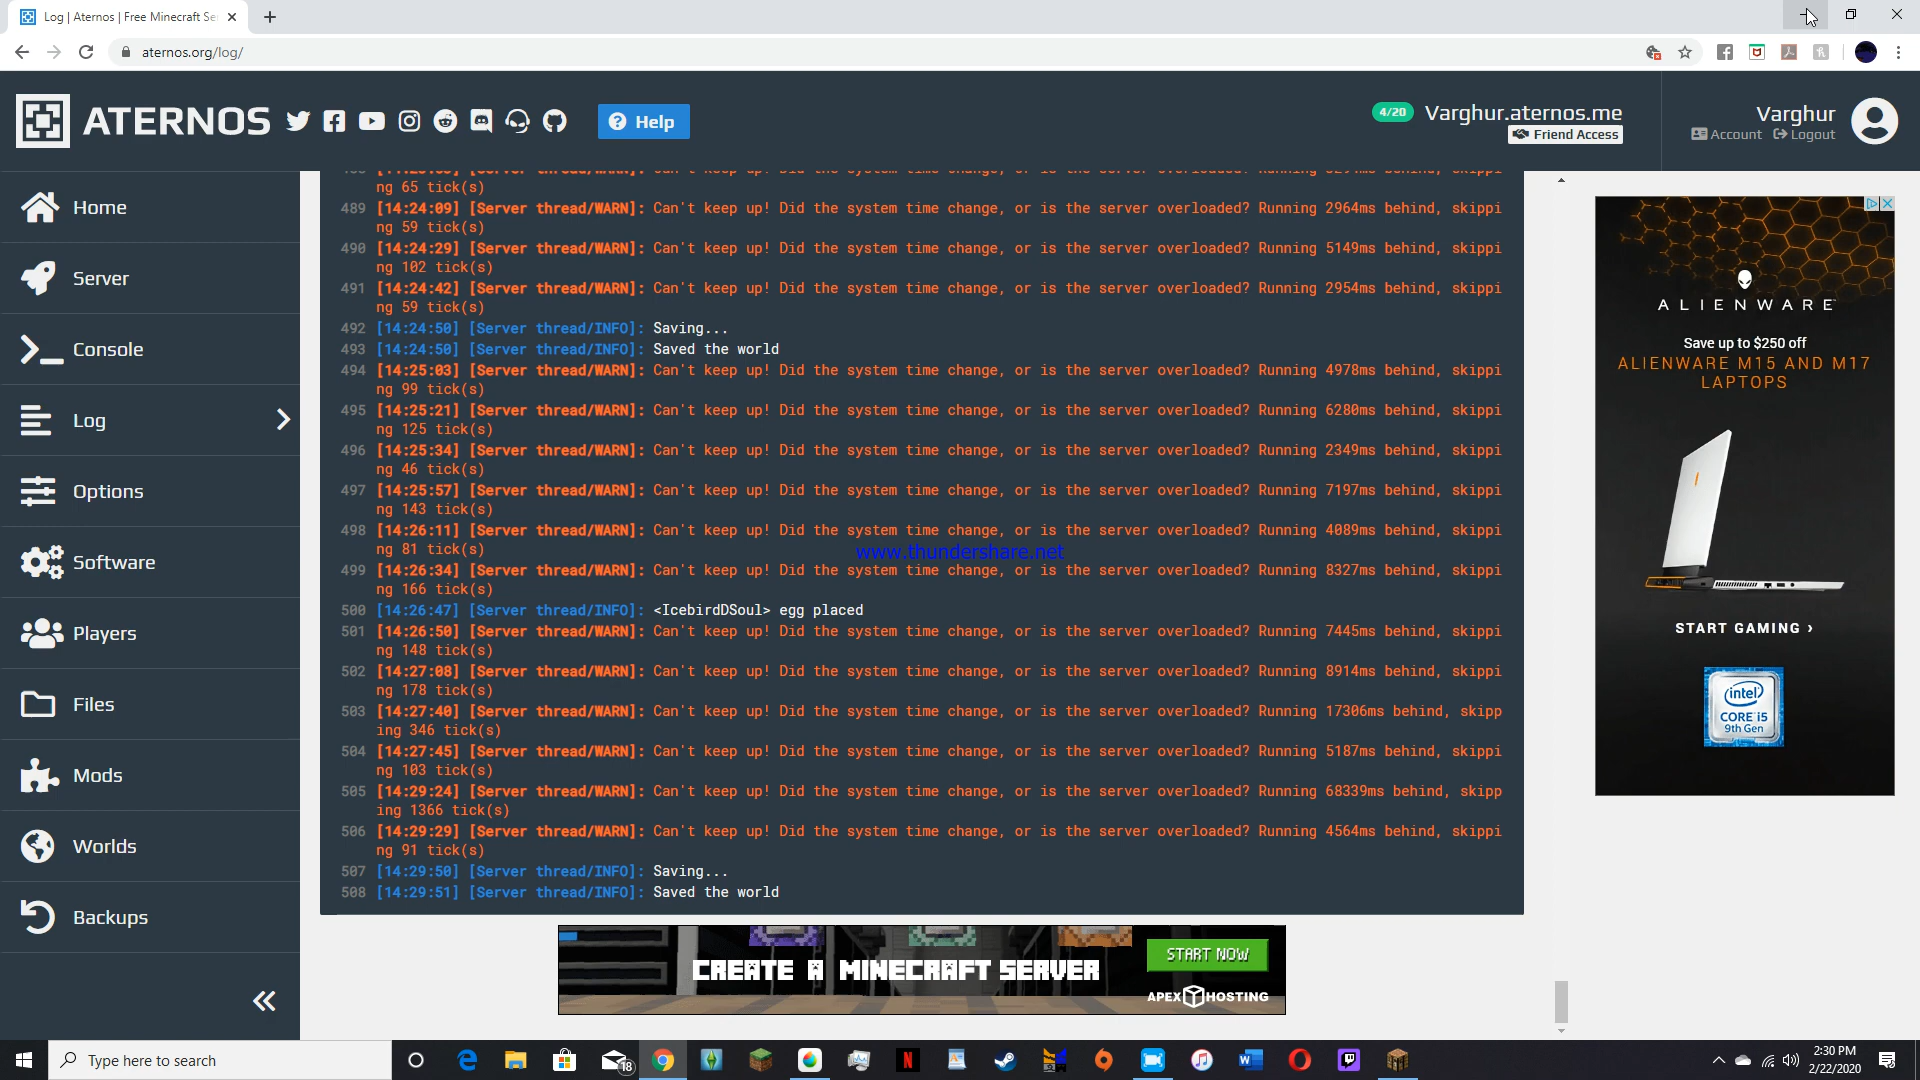 Log | Aternos | Free Minecraft Se
aternos.org/log/
ATERNOS
Help
4/20
Varghur.aternos.me
Friend Access
Varghur
Account
Logout
Home
Server
Console
Log
Options
Software
Players
Files
Mods
Worlds
Backups
ng 65 tick(s)
489 [14:24:09] [Server thread/WARN]: Can't keep up! Did the system time change, or is the server overloaded? Running 2964ms behind, skippi
ng 59 tick(s)
490 [14:24:29] [Server thread/WARN]: Can't keep up! Did the system time change, or is the server overloaded? Running 5149ms behind, skippi
ng 102 tick(s)
491 [14:24:42] [Server thread/WARN]: Can't keep up! Did the system time change, or is the server overloaded? Running 2954ms behind, skippi
ng 59 tick(s)
492 [14:24:50] [Server thread/INFO]: Saving...
493 [14:24:50] [Server thread/INFO]: Saved the world
494 [14:25:03] [Server thread/WARN]: Can't keep up! Did the system time change, or is the server overloaded? Running 4978ms behind, skippi
ng 99 tick(s)
495 [14:25:21] [Server thread/WARN]: Can't keep up! Did the system time change, or is the server overloaded? Running 6280ms behind, skippi
ng 125 tick(s)
496 [14:25:34] [Server thread/WARN]: Can't keep up! Did the system time change, or is the server overloaded? Running 2349ms behind, skippi
ng 46 tick(s)
497 [14:25:57] [Server thread/WARN]: Can't keep up! Did the system time change, or is the server overloaded? Running 7197ms behind, skippi
ng 143 tick(s)
498 [14:26:11] [Server thread/WARN]: Can't keep up! Did the system time change, or is the server overloaded? Running 4089ms behind, skippi
ng 81 tick(s)
www.thundershare.net
499 [14:26:34] [Server thread/WARN]: Can't keep up! Did the system time change, or is the server overloaded? Running 8327ms behind, skippi
ng 166 tick(s)
500 [14:26:47] [Server thread/INFO]: <IcebirdDSoul> egg placed
501 [14:26:50] [Server thread/WARN]: Can't keep up! Did the system time change, or is the server overloaded? Running 7445ms behind, skippi
ng 148 tick(s)
502 [14:27:08] [Server thread/WARN]: Can't keep up! Did the system time change, or is the server overloaded? Running 8914ms behind, skippi
ng 178 tick(s)
503 [14:27:40] [Server thread/WARN]: Can't keep up! Did the system time change, or is the server overloaded? Running 17306ms behind, skipp
ing 346 tick(s)
504 [14:27:45] [Server thread/WARN]: Can't keep up! Did the system time change, or is the server overloaded? Running 5187ms behind, skippi
ng 103 tick(s)
505 [14:29:24] [Server thread/WARN]: Can't keep up! Did the system time change, or is the server overloaded? Running 68339ms behind, skipp
ing 1366 tick(s)
506 [14:29:29] [Server thread/WARN]: Can't keep up! Did the system time change, or is the server overloaded? Running 4564ms behind, skippi
ng 91 tick(s)
507 [14:29:50] [Server thread/INFO]: Saving...
508 [14:29:51] [Server thread/INFO]: Saved the world
ALIENWARE
Save up to $250 off
ALIENWARE M15 AND M17
LAPTOPS
START GAMING ›
intel
CORE i5
9th Gen
CREATE A MINECRAFT SERVER
START NOW
APEX HOSTING
Type here to search
18
2:30 PM
2/22/2020